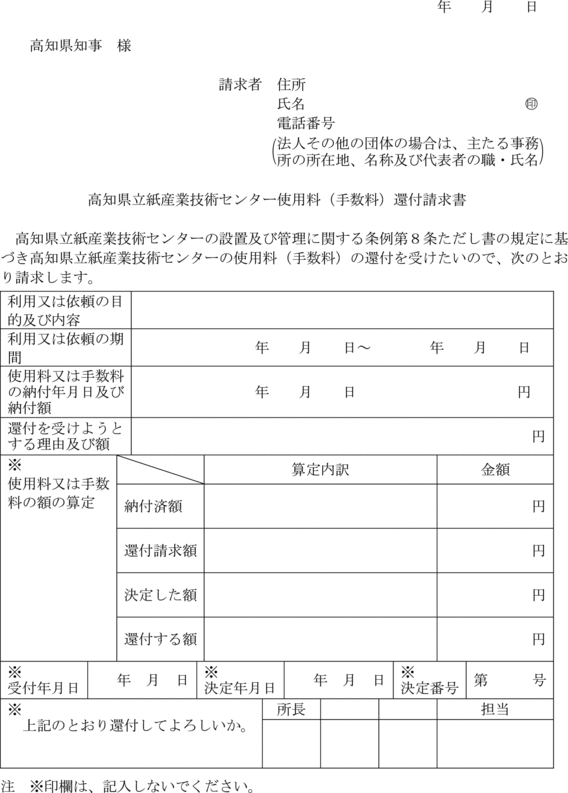 年　　月　　日
高知県知事　様
請求者　住所
氏名　　　　　　　　　　　　　　　㊞
電話番号
(法人その他の団体の場合は、主たる事務
所の所在地、名称及び代表者の職・氏名)
高知県立紙産業技術センター使用料（手数料）還付請求書
高知県立紙産業技術センターの設置及び管理に関する条例第８条ただし書の規定に基
づき高知県立紙産業技術センターの使用料（手数料）の還付を受けたいので、次のとお
り請求します。
利用又は依頼の目
的及び内容
利用又は依頼の期
間
年　　月　　日～　　　　年　　月　　日
使用料又は手数料
の納付年月日及び
納付額
年　　月　　日　　　　　　　　　　　円
還付を受けようと
する理由及び額
円
※
使用料又は手数
料の額の算定
算定内訳
金額
納付済額
円
還付請求額
円
決定した額
円
還付する額
円
※
受付年月日
年　月　日
※
決定年月日
年　月　日
※
決定番号
第　　　号
※
上記のとおり還付してよろしいか。
所長
担当
注　※印欄は、記入しないでください。